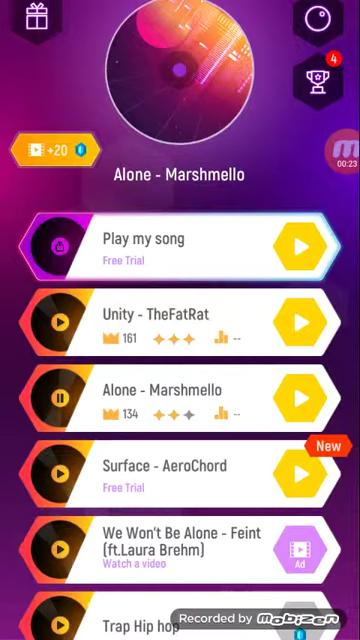 4
+20
00:23
Alone - Marshmello
Play my song
Free Trial
Unity - TheFatRat
161
--
Alone - Marshmello
134
--
New
Surface - AeroChord
Free Trial
We Won't Be Alone - Feint
(ft.Laura Brehm)
Watch a video
Ad
Trap Hip hop
Recorded by Mobizen